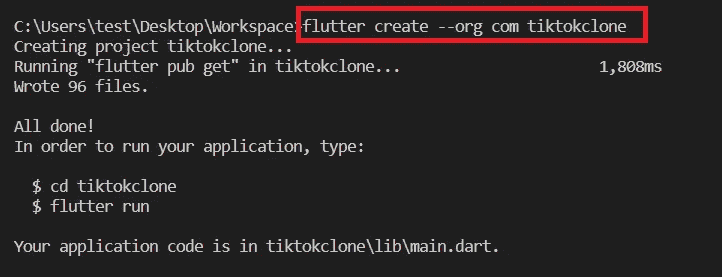 C:\Users\test\Desktop\Workspace>flutter create --org com tiktokclone
Creating project tiktokclone...
Running "flutter pub get" in tiktokclone... 1,808ms
Wrote 96 files.
All done!
In order to run your application, type:
$ cd tiktokclone
$ flutter run
Your application code is in tiktokclone\lib\main.dart.